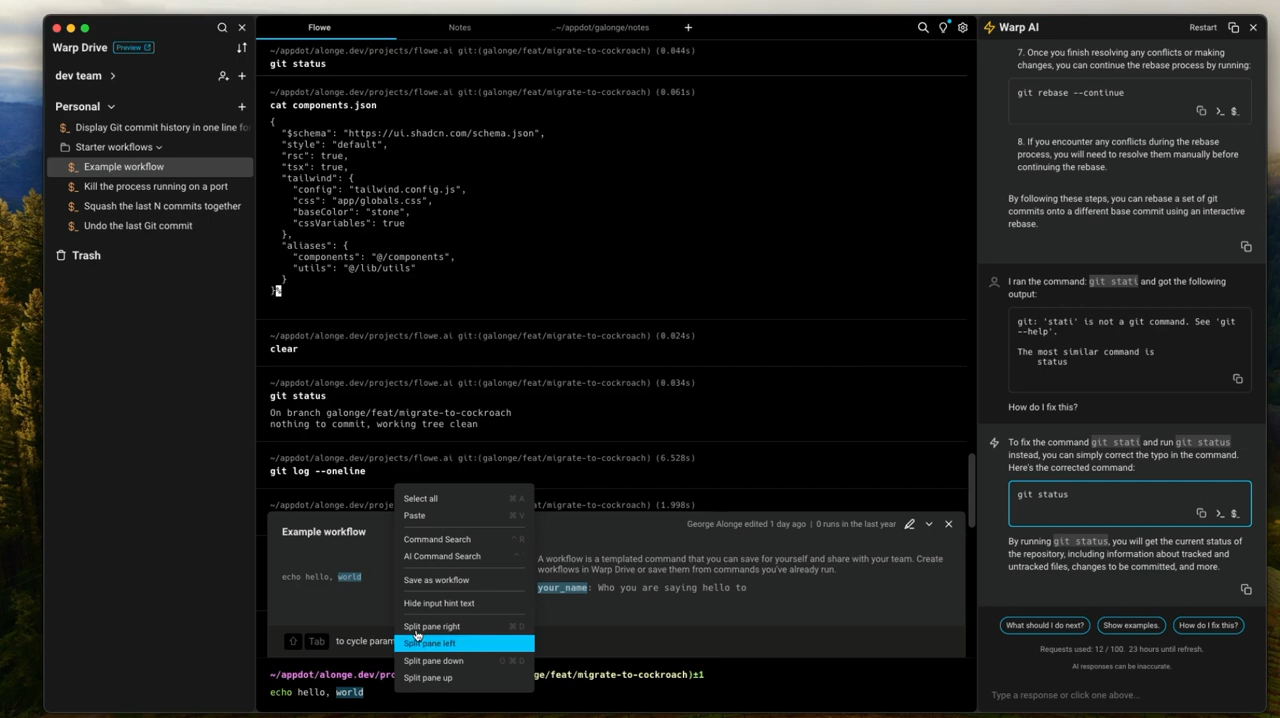 Warp Drive Preview
dev team
Personal
$_ Display Git commit history in one line fo
Starter workflows
$_ Example workflow
$_ Kill the process running on a port
$_ Squash the last N commits together
$_ Undo the last Git commit
Trash
Flowe
Notes
..~/appdot/galonge/notes
+
~/appdot/alonge.dev/projects/flowe.ai git:(galonge/feat/migrate-to-cockroach) (0.044s)
git status
~/appdot/alonge.dev/projects/flowe.ai git:(galonge/feat/migrate-to-cockroach) (0.061s)
cat components.json
{
"$schema": "https://ui.shadcn.com/schema.json",
"style": "default",
"rsc": true,
"tsx": true,
"tailwind": {
"config": "tailwind.config.js",
"css": "app/globals.css",
"baseColor": "stone",
"cssVariables": true
},
"aliases": {
"components": "@/components",
"utils": "@/lib/utils"
}
}%
~/appdot/alonge.dev/projects/flowe.ai git:(galonge/feat/migrate-to-cockroach) (0.024s)
clear
~/appdot/alonge.dev/projects/flowe.ai git:(galonge/feat/migrate-to-cockroach) (0.034s)
git status
On branch galonge/feat/migrate-to-cockroach
nothing to commit, working tree clean
~/appdot/alonge.dev/projects/flowe.ai git:(galonge/feat/migrate-to-cockroach) (6.528s)
git log --oneline
~/appdot/alonge.dev/pro nge/feat/migrate-to-cockroach) (1.998s)
Example workflow
George Alonge edited 1 day ago | 0 runs in the last year
echo hello, world
A workflow is a templated command that you can save for yourself and share with your team. Create
workflows in Warp Drive or save them from commands you've already run.
your_name: Who you are saying hello to
Tab to cycle param
~/appdot/alonge.dev/pro ge/feat/migrate-to-cockroach)±1
echo hello, world
Select all ⌘ A
Paste ⌘ V
Command Search ⌃ R
AI Command Search ⌃ `
Save as workflow
Hide input hint text
Split pane right ⌘ D
Split pane left
Split pane down ⇧ ⌘ D
Split pane up
Warp AI
Restart
7. Once you finish resolving any conflicts or making
changes, you can continue the rebase process by running:
git rebase --continue
8. If you encounter any conflicts during the rebase
process, you will need to resolve them manually before
continuing the rebase.
By following these steps, you can rebase a set of git
commits onto a different base commit using an interactive
rebase.
I ran the command: git stati and got the following
output:
git: 'stati' is not a git command. See 'git
--help'.
The most similar command is
status
How do I fix this?
To fix the command git stati and run git status
instead, you can simply correct the typo in the command.
Here's the corrected command:
git status
By running git status, you will get the current status of
the repository, including information about tracked and
untracked files, changes to be committed, and more.
What should I do next?
Show examples.
How do I fix this?
Requests used: 12 / 100. 23 hours until refresh.
AI responses can be inaccurate.
Type a response or click one above...